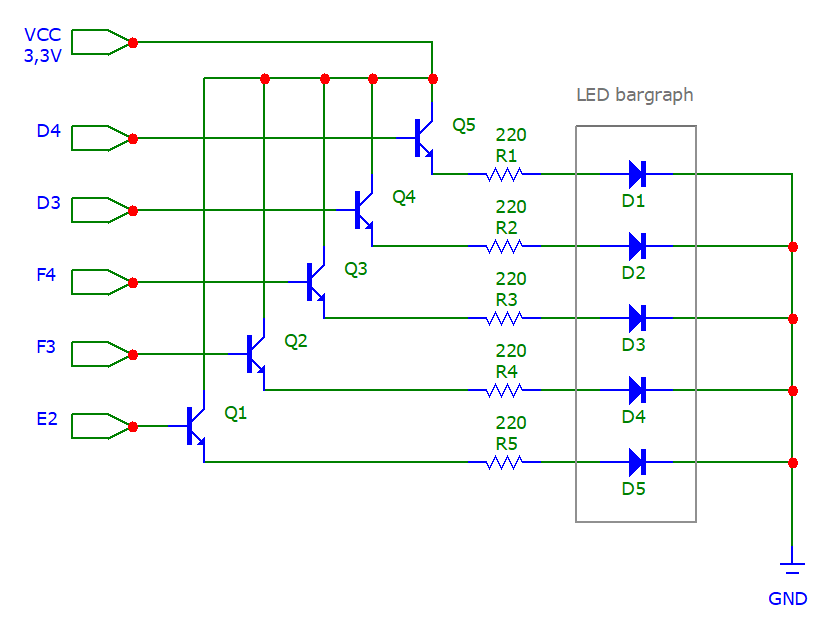 VCC
3,3V
LED bargraph
D4
Q5
220
R1
D1
D3
Q4
220
R2
D2
F4
Q3
220
R3
D3
F3
Q2
220
R4
D4
E2
Q1
220
R5
D5
GND